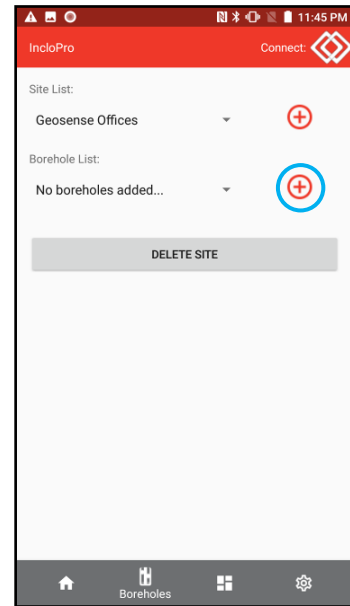 11:45 PM
IncloPro
Connect:
Site List:
Geosense Offices
Borehole List:
No boreholes added...
DELETE SITE
Boreholes